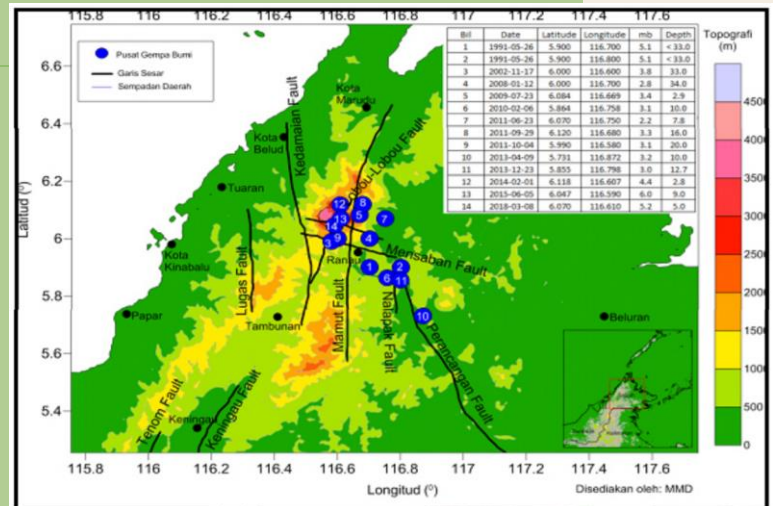 Pusat Gempa Bumi
Garis Sesar
Sempadan Daerah
Bil Date Latitude Longitude mb Depth
1 1991-05-26 5.900 116.700 5.1 <33.0
2 1991-05-26 5.900 116.800 5.1 <33.0
3 2002-11-17 6.000 116.600 3.8 33.0
4 2008-01-12 6.000 116.700 2.8 34.0
5 2009-07-23 6.084 116.669 3.4 2.9
6 2010-02-06 5.864 116.758 3.1 10.0
7 2011-06-23 6.070 116.750 2.2 7.8
8 2011-09-29 6.120 116.680 3.3 16.0
9 2011-10-04 5.990 116.580 3.1 20.0
10 2013-04-09 5.731 116.872 3.2 10.0
11 2013-12-23 5.855 116.798 3.0 12.7
12 2014-02-01 6.118 116.607 4.4 2.8
13 2015-06-05 6.047 116.590 6.0 9.0
14 2018-03-08 6.070 116.610 5.2 5.0
Topografi
(m)
4500
4000
3500
3000
2500
2000
1500
1000
500
0
115.8 116 116.2 116.4 116.6 116.8
6.6
6.4
6.2
6
5.8
5.6
5.4
Latitud (⁰)
Kota
Marudu
Kota
Belud
Kedamaian Fault
Lobou-Lobou Fault
Tuaran
Kota
Kinabalu
12
8
13
5
7
14
3
9
4
Ranau
Mensaban Fault
1
2
6
11
10
Lugas Fault
Papar
Tambunan
Mamut Fault
Nalapak Fault
Perancangan Fault
Beluran
Tenom Fault
Keningau
Keningau Fault
115.8 116 116.2 116.4 116.6 116.8 117 117.2 117.4 117.6
Longitud (⁰)
Disediakan oleh: MMD